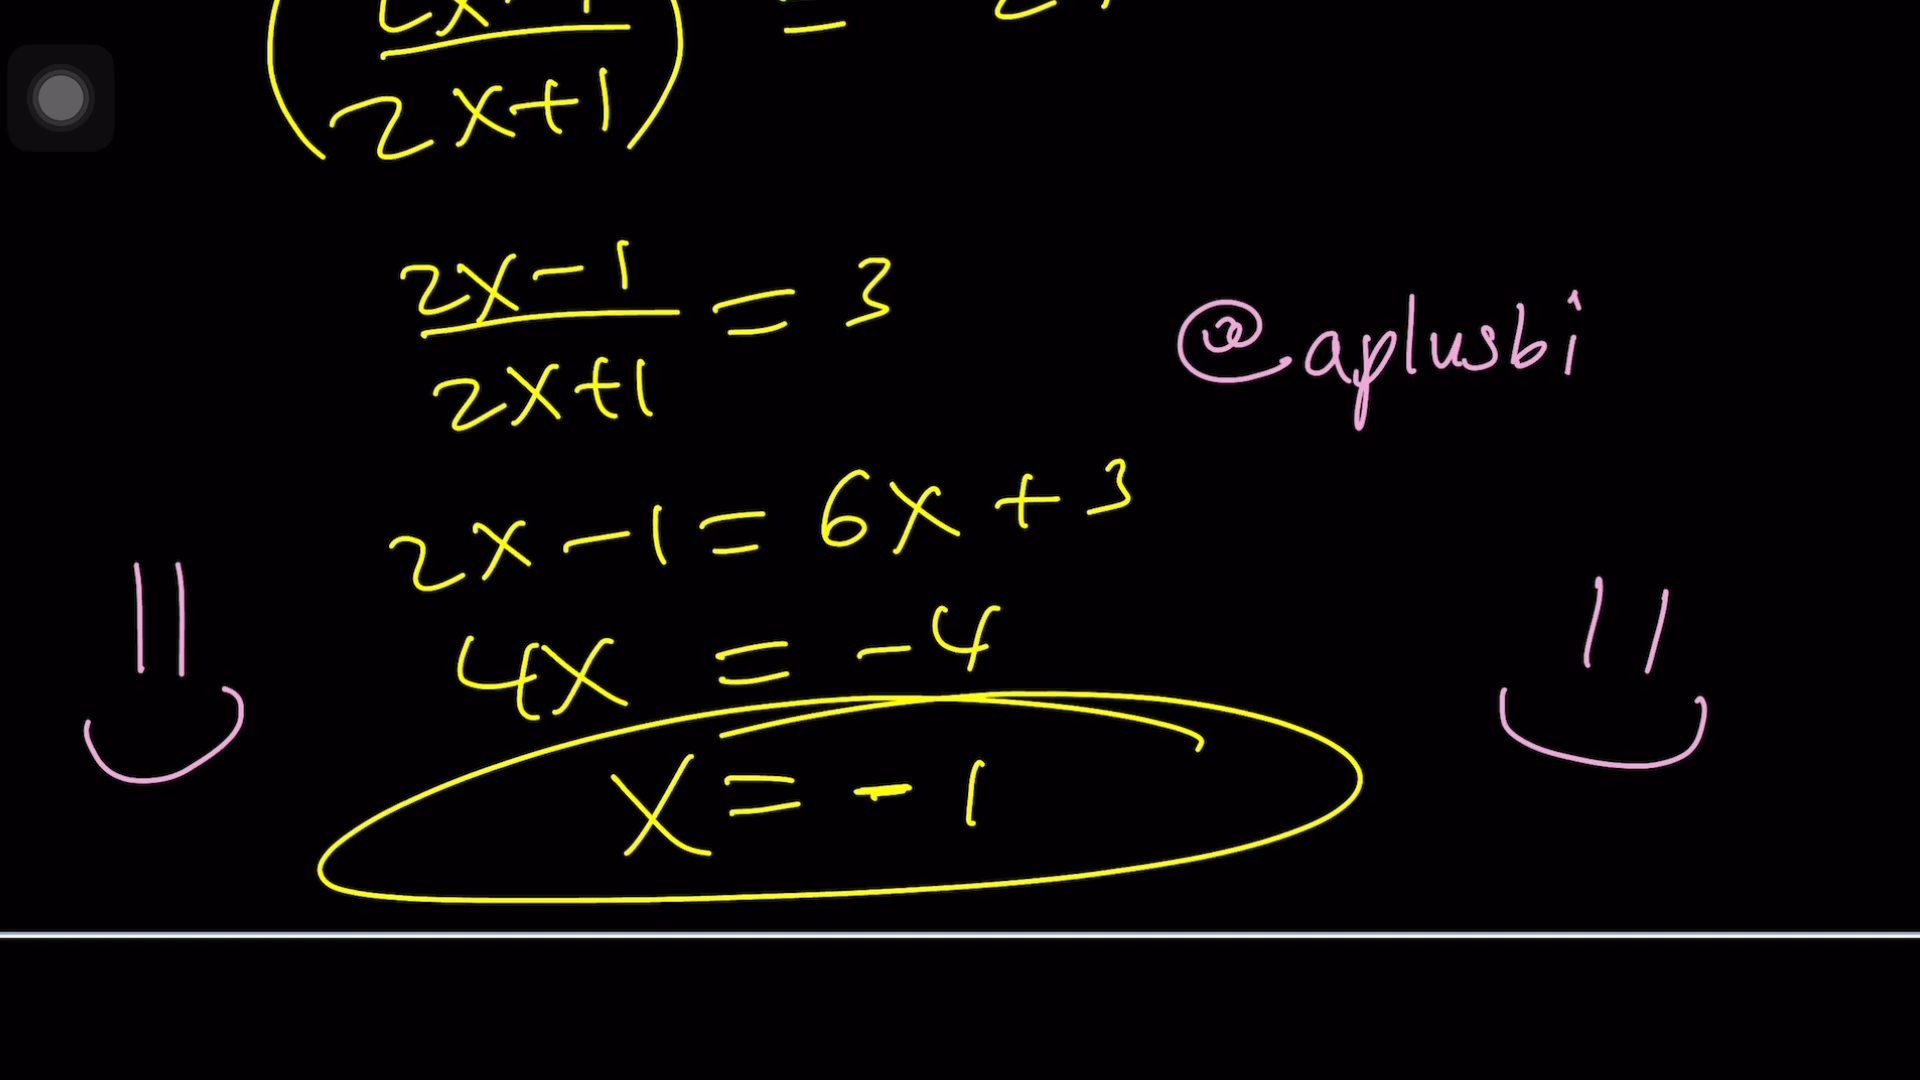 2x+1
2x-1
= 3
2x+1
@aplusbi
2x-1 = 6x+3
4x = -4
x = -1